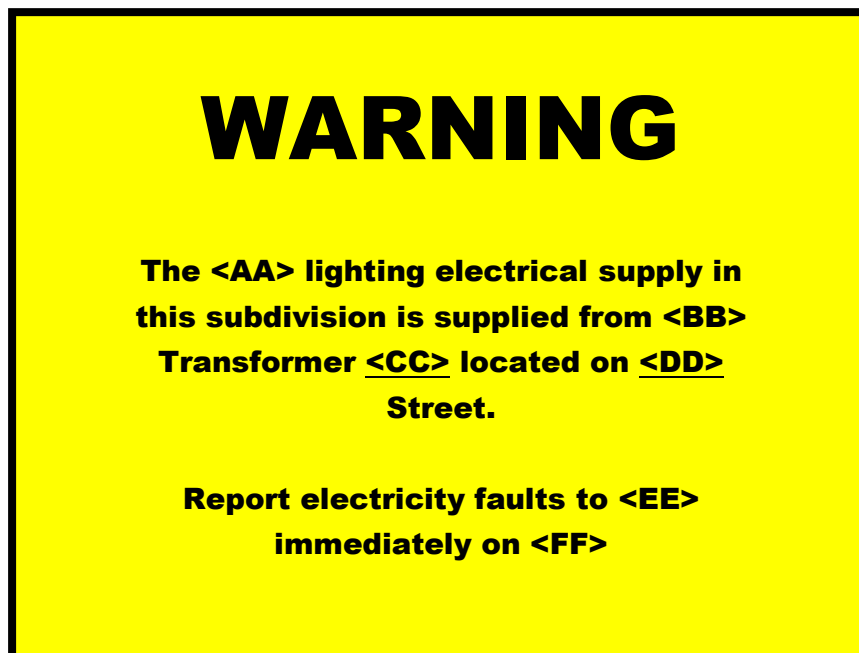 WARNING
The <AA> lighting electrical supply in
this subdivision is supplied from <BB>
Transformer <CC> located on <DD>
Street.
Report electricity faults to <EE>
immediately on <FF>